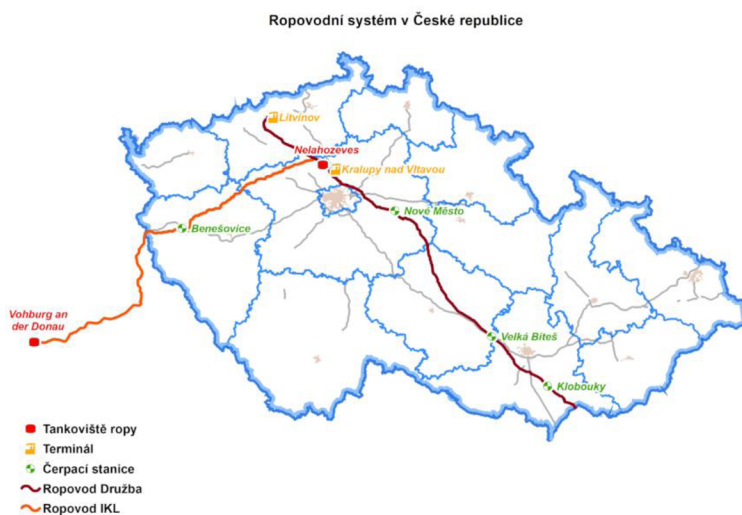 Ropovodní systém v České republice
Litvínov
Nelahozeves
Kralupy nad Vltavou
Nové Město
Benešovice
Vohburg an
der Donau
Velká Bíteš
Klobouky
Tankoviště ropy
Terminál
Čerpací stanice
Ropovod Družba
Ropovod IKL